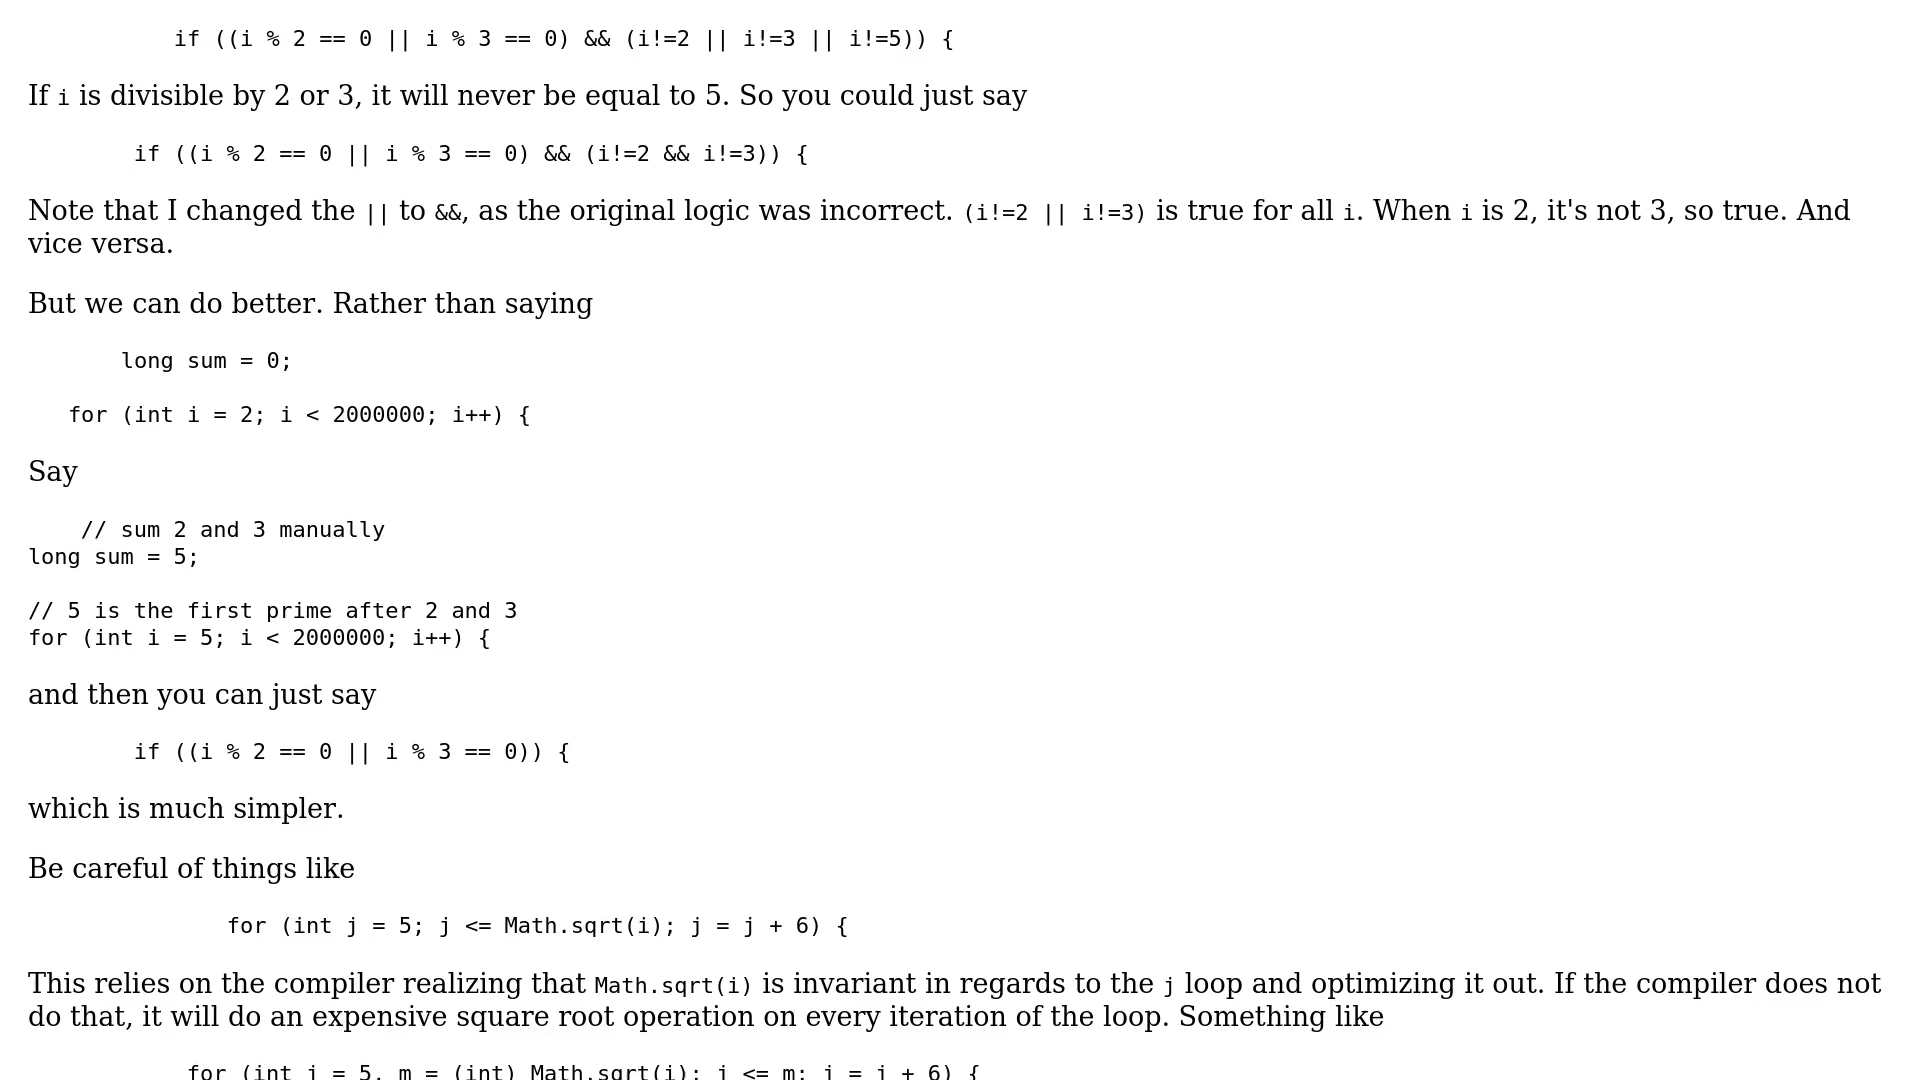 if ((i % 2 == 0 || i % 3 == 0) && (i!=2 || i!=3 || i!=5)) {
If i is divisible by 2 or 3, it will never be equal to 5. So you could just say
if ((i % 2 == 0 || i % 3 == 0) && (i!=2 && i!=3)) {
Note that I changed the || to &&, as the original logic was incorrect. (i!=2 || i!=3) is true for all i. When i is 2, it's not 3, so true. And
vice versa.
But we can do better. Rather than saying
long sum = 0;
for (int i = 2; i < 2000000; i++) {
Say
// sum 2 and 3 manually
long sum = 5;
// 5 is the first prime after 2 and 3
for (int i = 5; i < 2000000; i++) {
and then you can just say
if ((i % 2 == 0 || i % 3 == 0)) {
which is much simpler.
Be careful of things like
for (int j = 5; j <= Math.sqrt(i); j = j + 6) {
This relies on the compiler realizing that Math.sqrt(i) is invariant in regards to the j loop and optimizing it out. If the compiler does not
do that, it will do an expensive square root operation on every iteration of the loop. Something like
for (int j = 5, m = (int) Math.sqrt(i); j <= m; j = j + 6) {